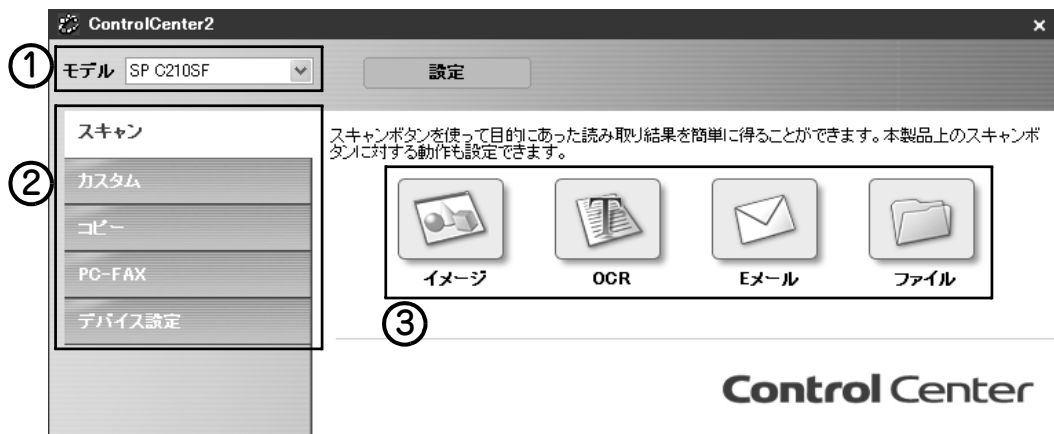 ControlCenter2
① モデル SP C210SF 設定
スキャン
スキャンボタンを使って目的にあった読み取り結果を簡単に得ることができます。本製品上のスキャンボ
タンに対する動作も設定できます。
②
カスタム
コピー
PC-FAX
デバイス設定
イメージ OCR Eメール ファイル
③
Control Center